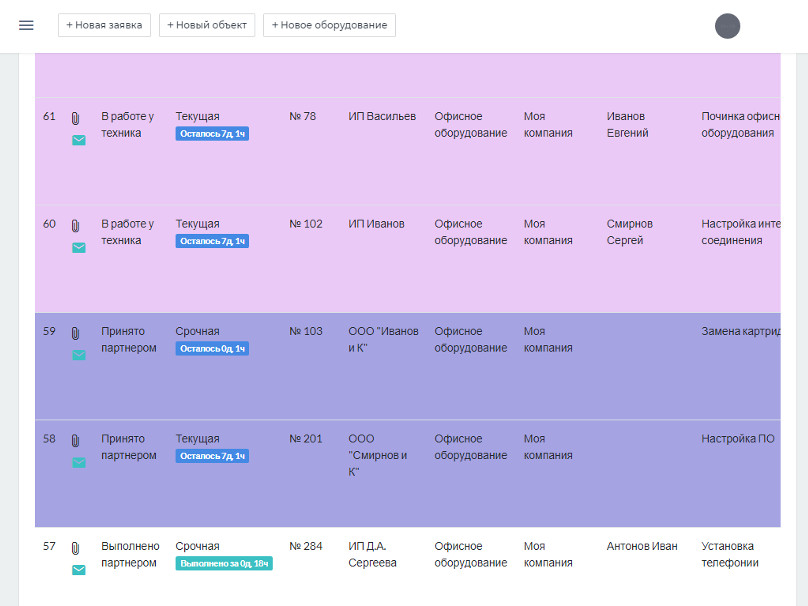 + Новая заявка + Новый объект + Новое оборудование
61 В работе у Текущая № 78 ИП Васильев Офисное Моя Иванов Починка офисн
техника Осталось 7д, 1ч оборудование компания Евгений оборудования
60 В работе у Текущая № 102 ИП Иванов Офисное Моя Смирнов Настройка инте
техника Осталось 7д, 1ч оборудование компания Сергей соединения
59 Принято Срочная № 103 ООО "Иванов Офисное Моя Замена картрид
партнером Осталось 0д, 1ч и К" оборудование компания
58 Принято Текущая № 201 ООО Офисное Моя Настройка ПО
партнером Осталось 7д, 1ч "Смирнов и оборудование компания
К"
57 Выполнено Срочная № 284 ИП Д.А. Офисное Моя Антонов Иван Установка
партнером Выполнено за 0д, 18ч Сергеева оборудование компания телефонии